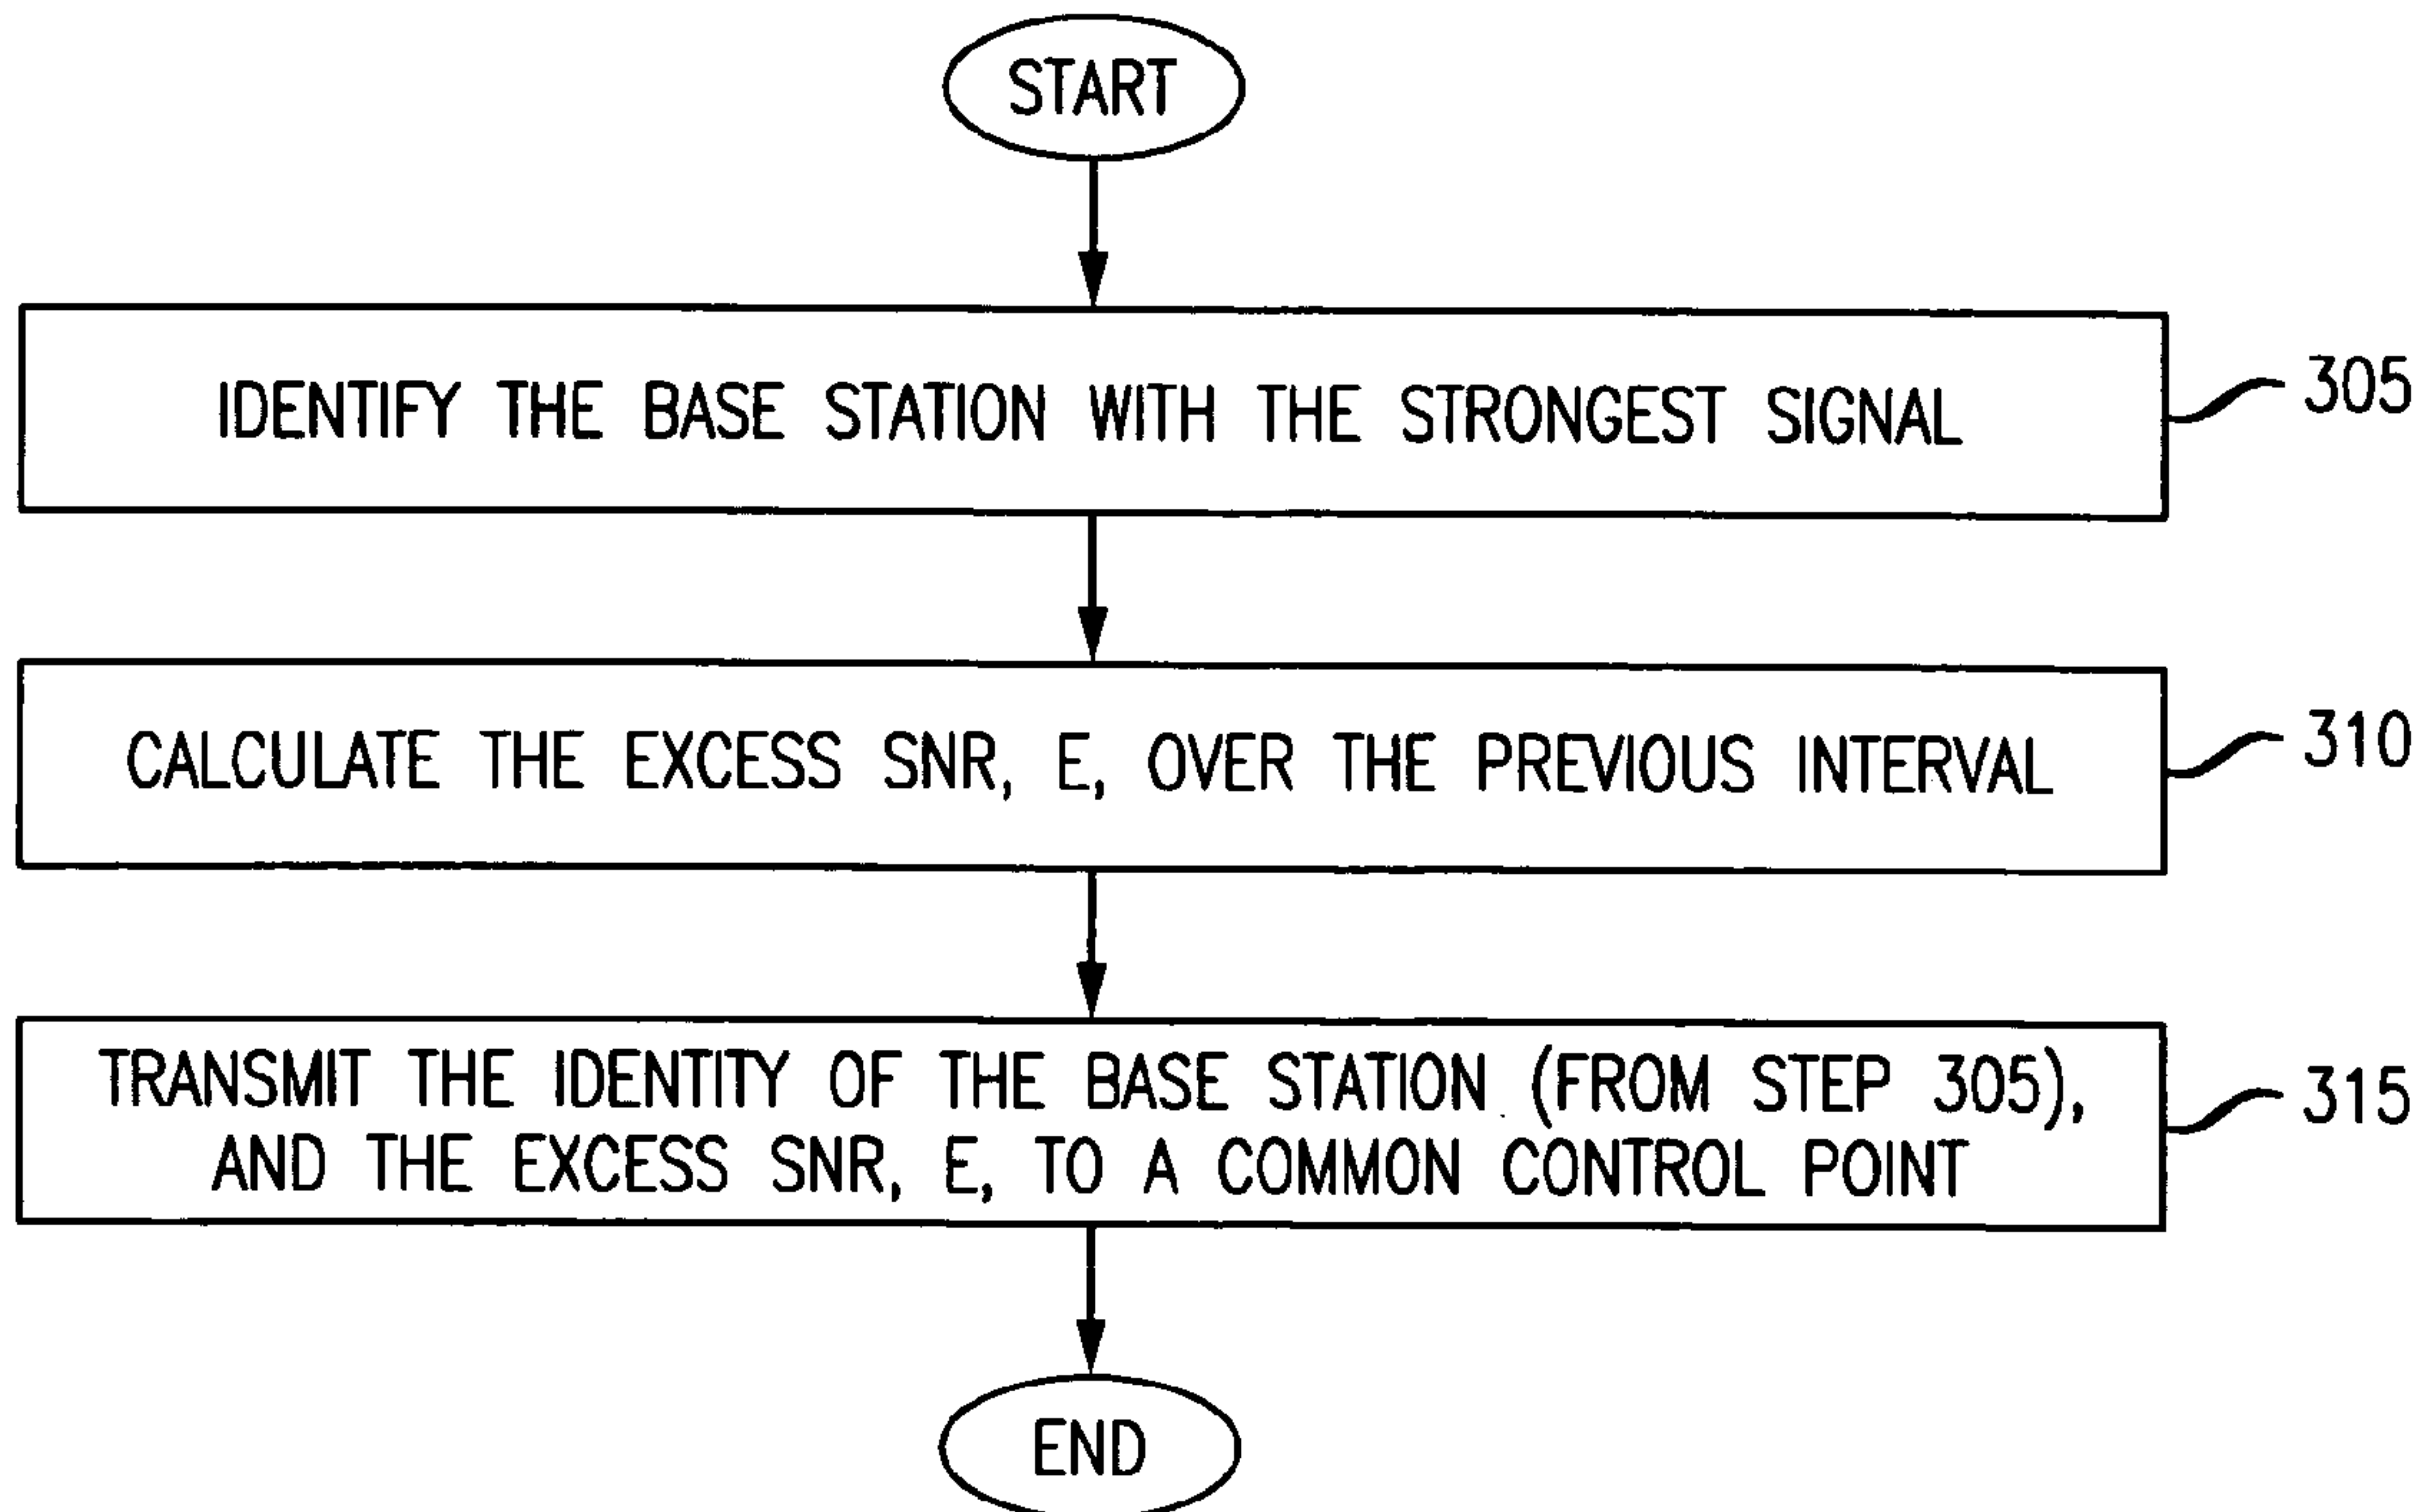 START
IDENTIFY THE BASE STATION WITH THE STRONGEST SIGNAL
305
CALCULATE THE EXCESS SNR, E, OVER THE PREVIOUS INTERVAL
310
TRANSMIT THE IDENTITY OF THE BASE STATION (FROM STEP 305),
AND THE EXCESS SNR, E, TO A COMMON CONTROL POINT
315
END